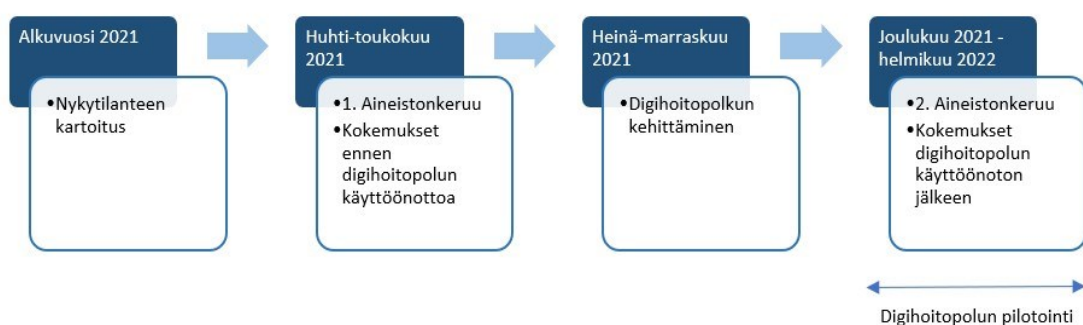 Alkuvuosi 2021
•Nykytilanteen
kartoitus
Huhti-toukokuu
2021
•1. Aineistonkeruu
•Kokemukset
ennen
digihoitopolun
käyttöönottoa
Heinä-marraskuu
2021
•Digihoitopolkun
kehittäminen
Joulukuu 2021 -
helmikuu 2022
•2. Aineistonkeruu
•Kokemukset
digihoitopolun
käyttöönoton
jälkeen
Digihoitopolun pilotointi